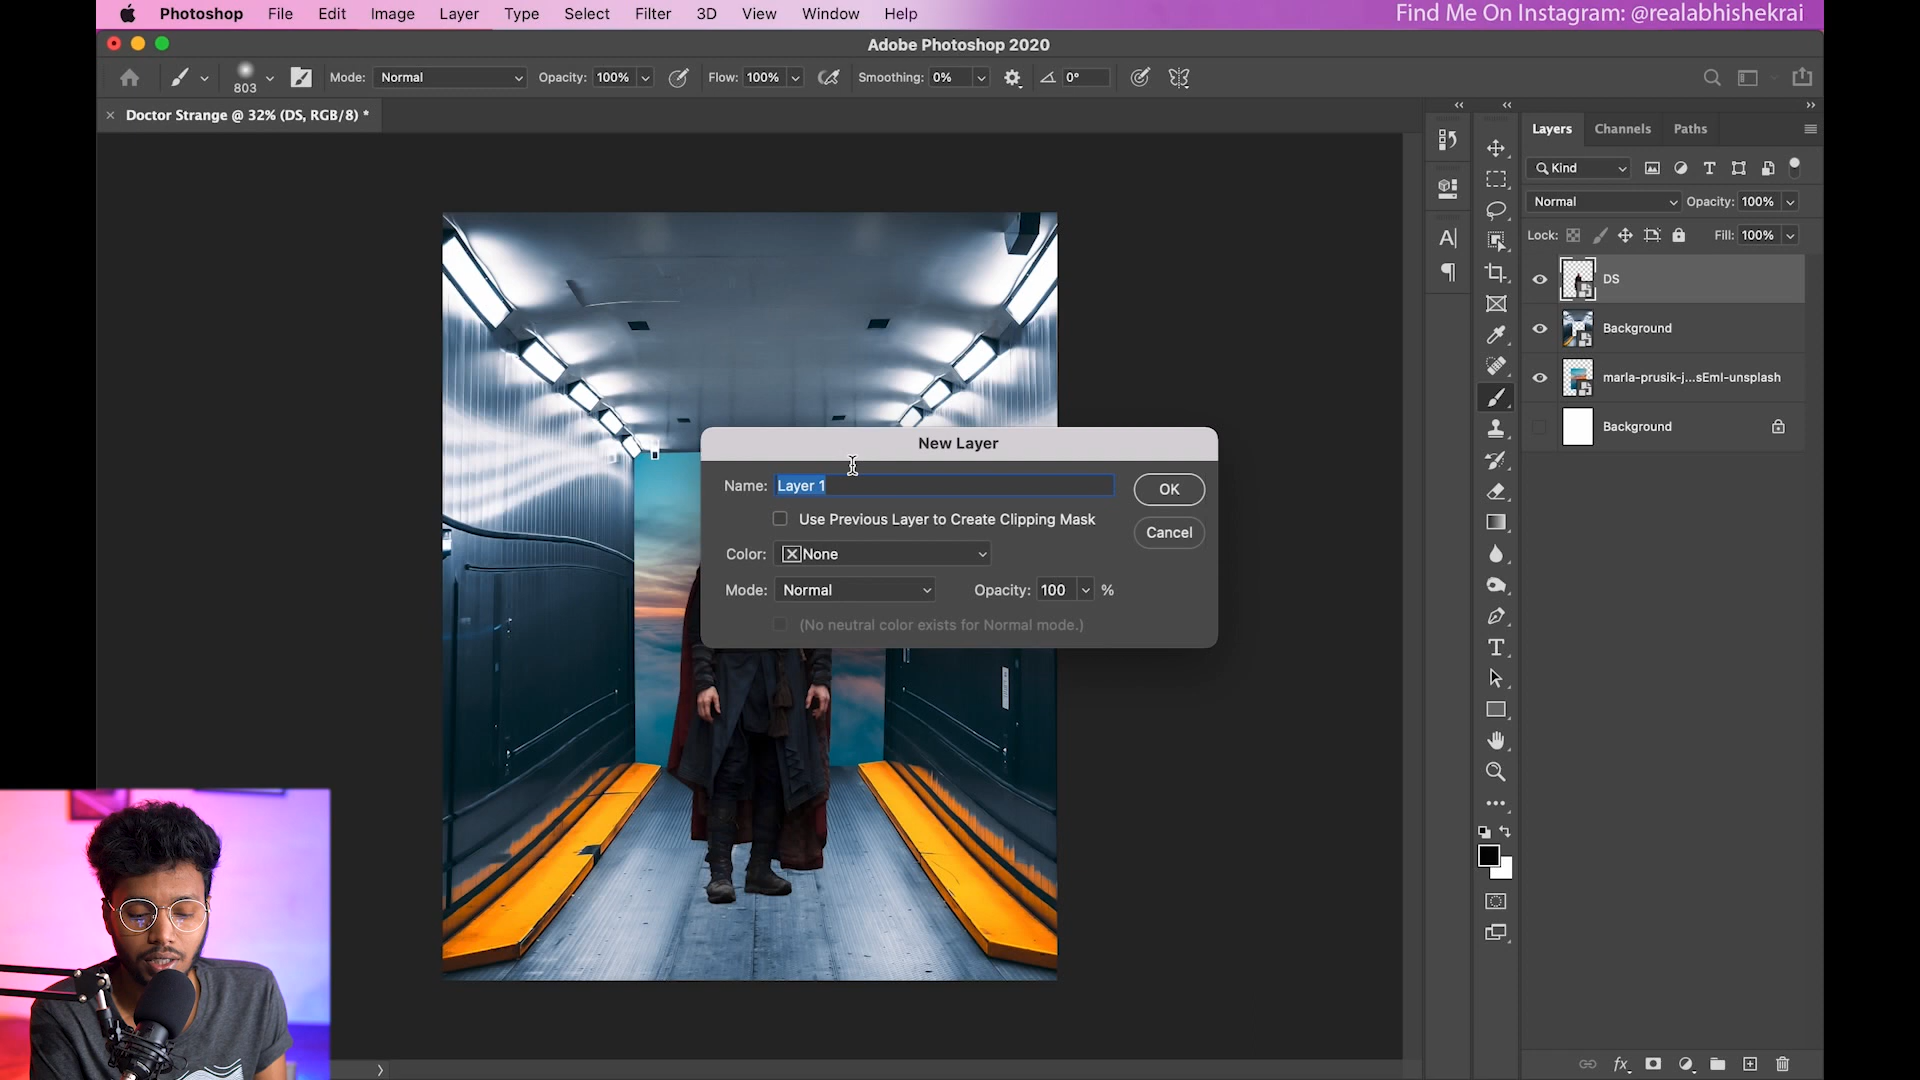 Photoshop File Edit Image Layer Type Select Filter 3D View Window Help
Find Me On Instagram: @realabhishekrai
Adobe Photoshop 2020
803 Mode: Normal Opacity: 100% Flow: 100% Smoothing: 0% 0°
Doctor Strange @ 32% (DS, RGB/8) *
Layers Channels Paths
Kind
Normal Opacity: 100%
Lock: Fill: 100%
DS
Background
marla-prusik-j...sEmI-unsplash
Background
New Layer
Name: Layer 1
OK
Use Previous Layer to Create Clipping Mask
Cancel
Color: None
Mode: Normal Opacity: 100 %
(No neutral color exists for Normal mode.)